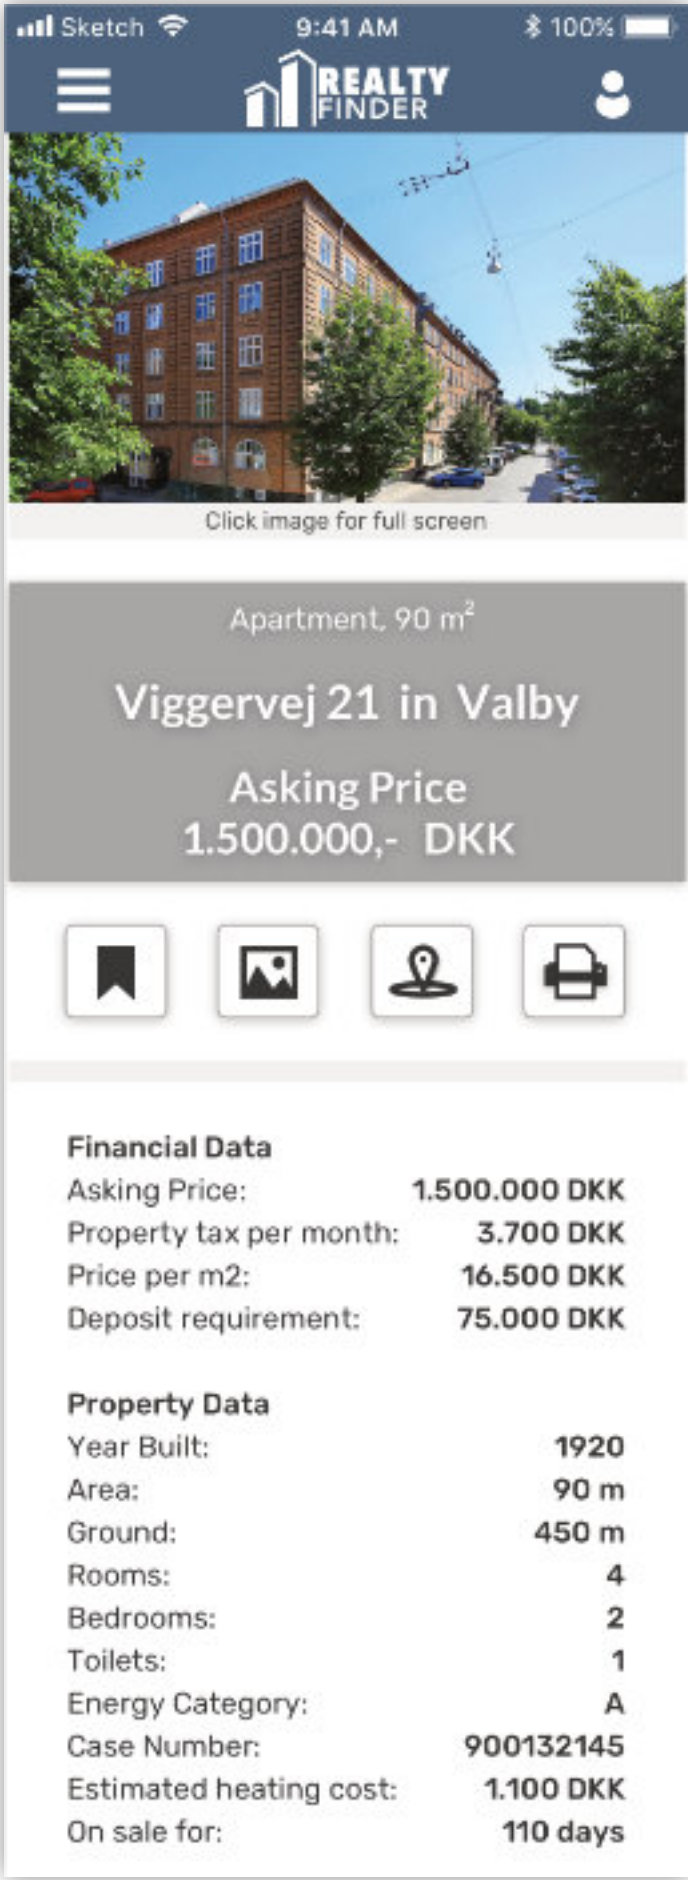 Sketch 9:41 AM 100%
REALTY
FINDER
Click image for full screen
Apartment, 90 m²
Viggervej 21 in Valby
Asking Price
1.500.000,- DKK
Financial Data
Asking Price: 1.500.000 DKK
Property tax per month: 3.700 DKK
Price per m2: 16.500 DKK
Deposit requirement: 75.000 DKK
Property Data
Year Built: 1920
Area: 90 m
Ground: 450 m
Rooms: 4
Bedrooms: 2
Toilets: 1
Energy Category: A
Case Number: 900132145
Estimated heating cost: 1.100 DKK
On sale for: 110 days